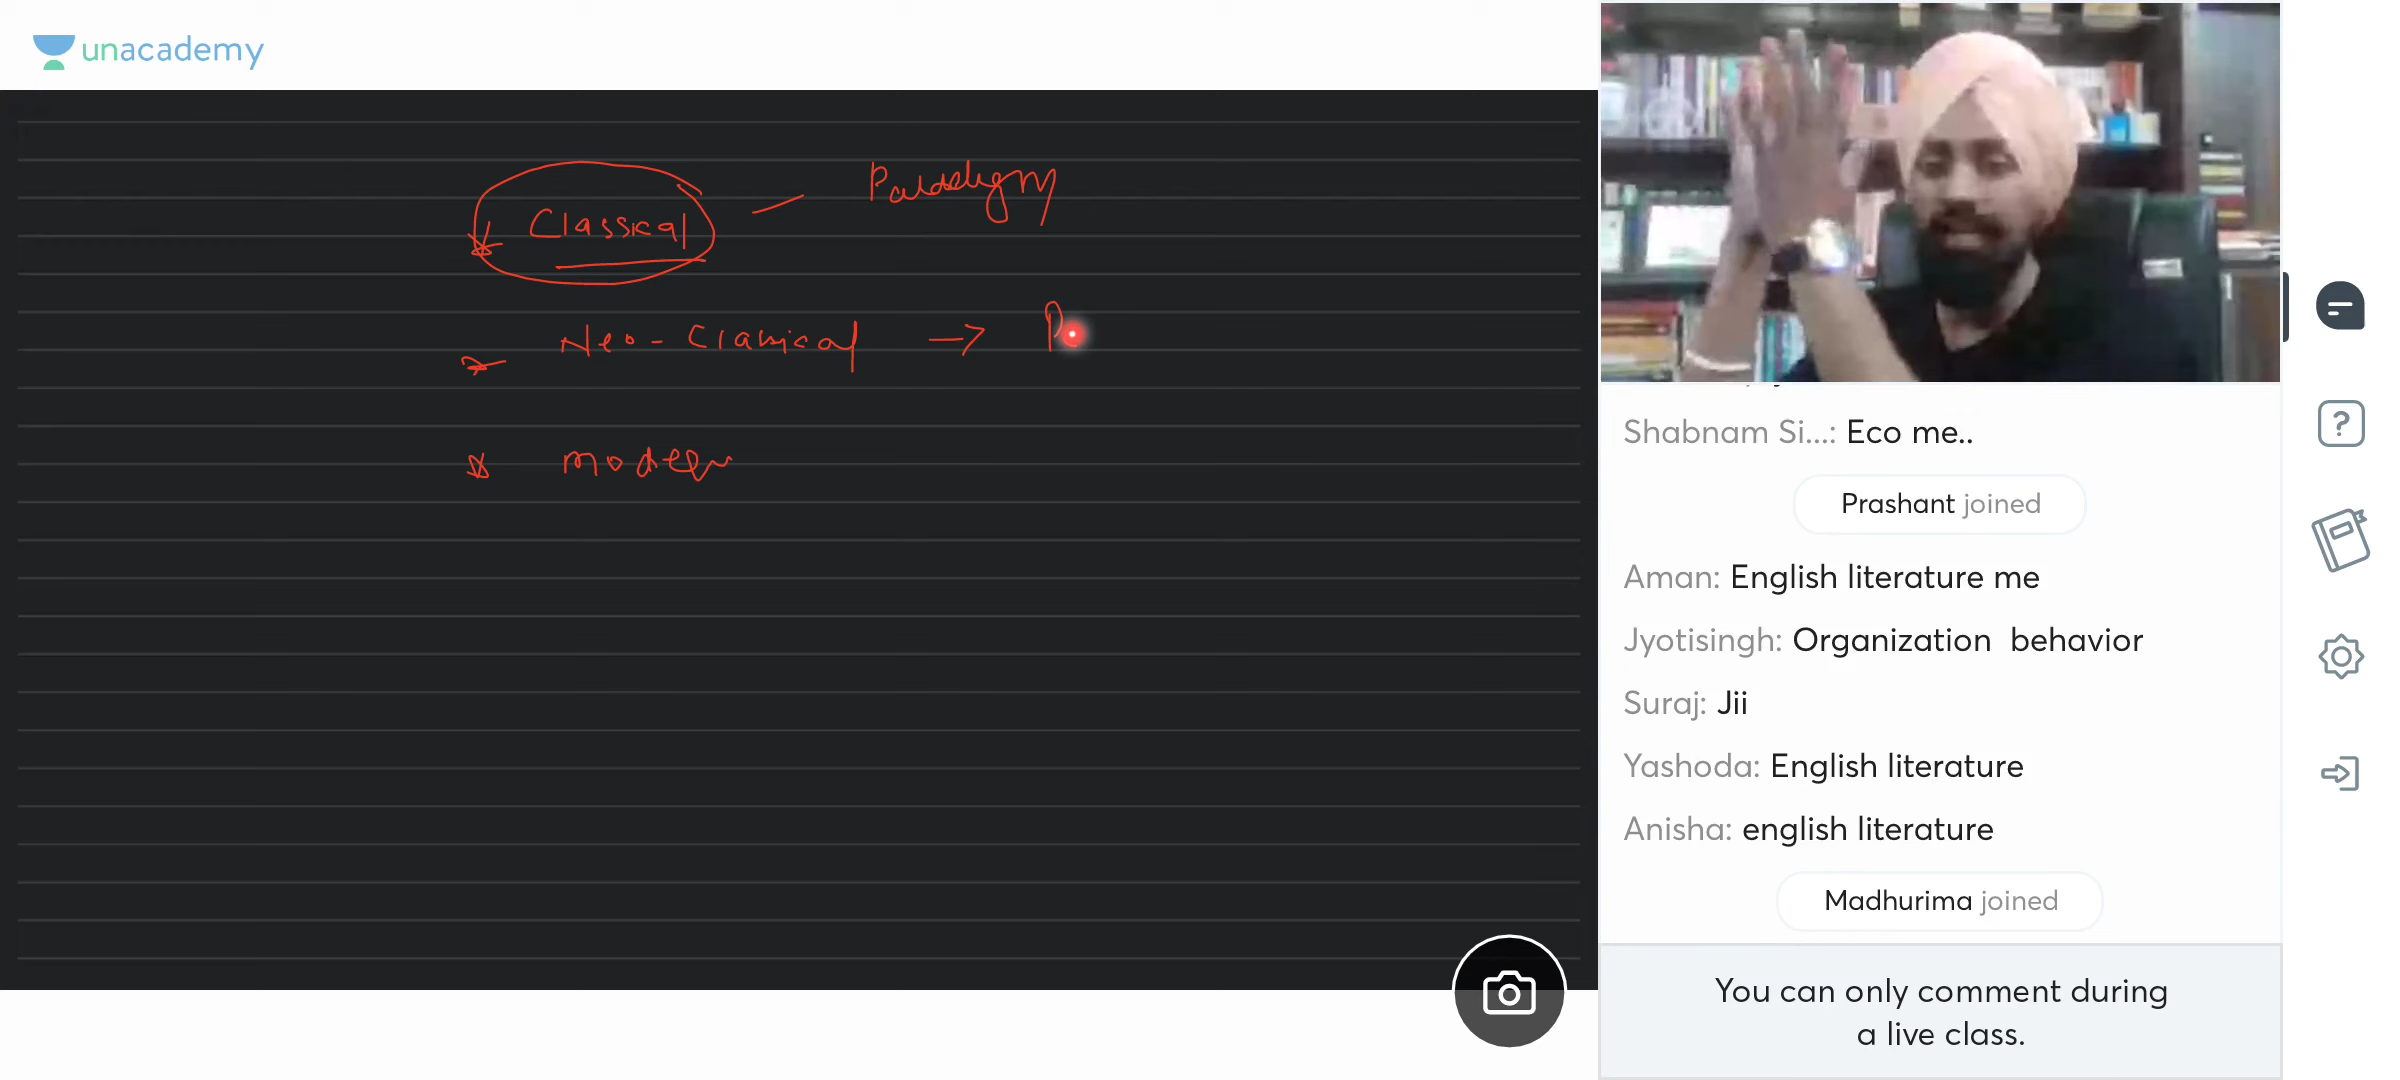 unacademy
Classical — Paradigm
Neo-Classical →
modern
Shabnam Si...: Eco me..
Prashant joined
Aman: English literature me
Jyotisingh: Organization behavior
Suraj: Jii
Yashoda: English literature
Anisha: english literature
Madhurima joined
You can only comment during
a live class.